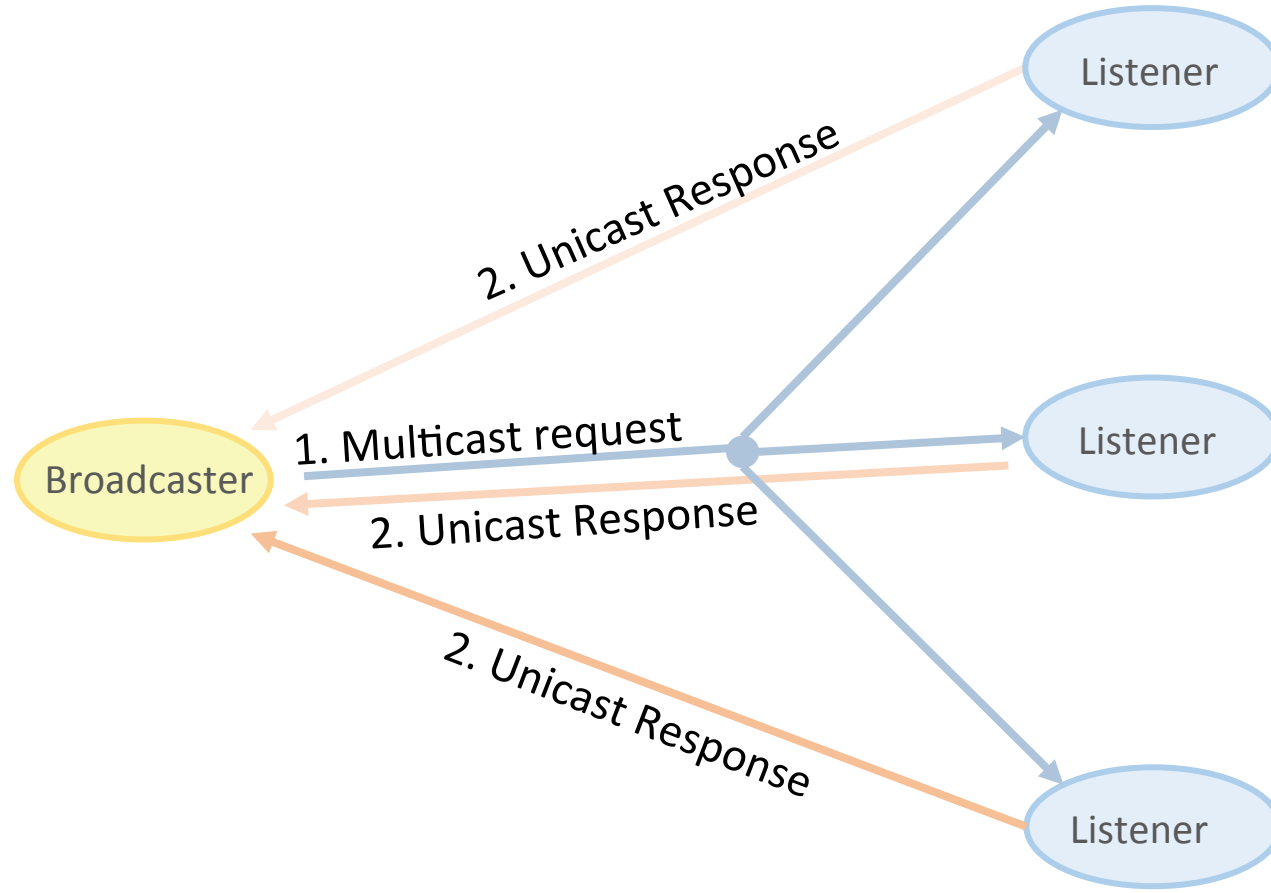 Listener
2. Unicast Response
1. Multicast request
Listener
Broadcaster
2. Unicast Response
2. Unicast Response
Listener